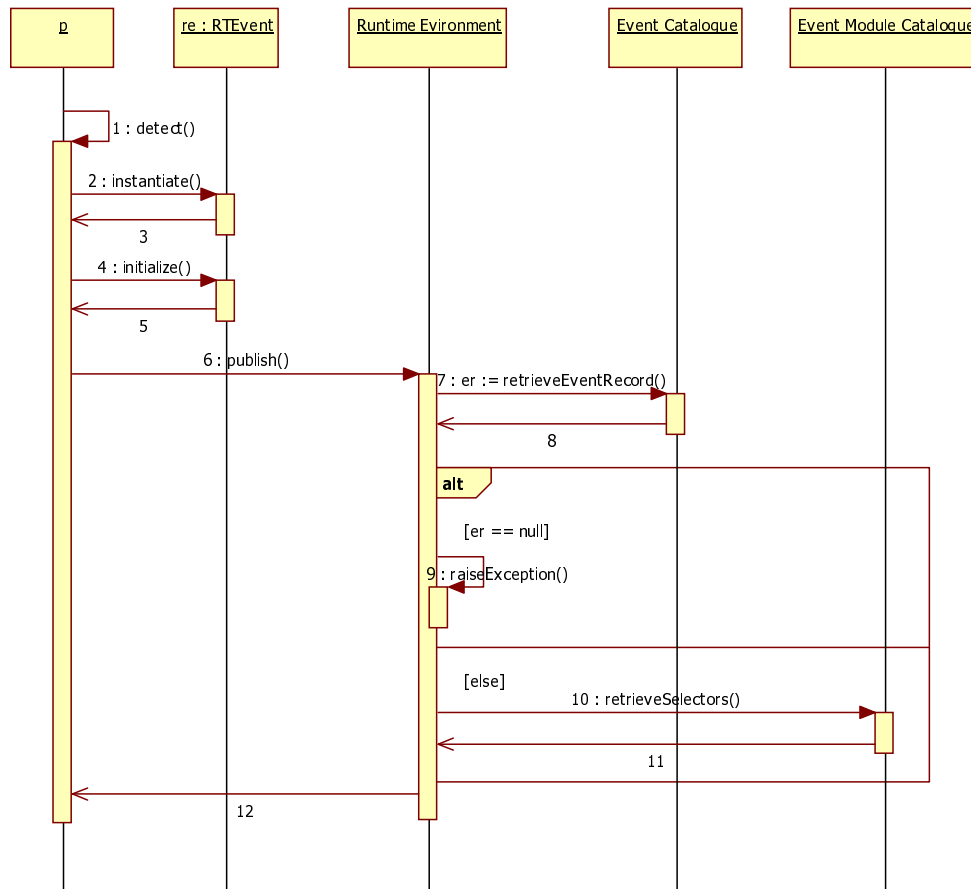 p
re : RTEvent
Runtime Evironment
Event Catalogue
Event Module Catalogue
1 : detect()
2 : instantiate()
3
4 : initialize()
5
6 : publish()
7 : er := retrieveEventRecord()
8
alt
[er == null]
9 : raiseException()
[else]
10 : retrieveSelectors()
11
12